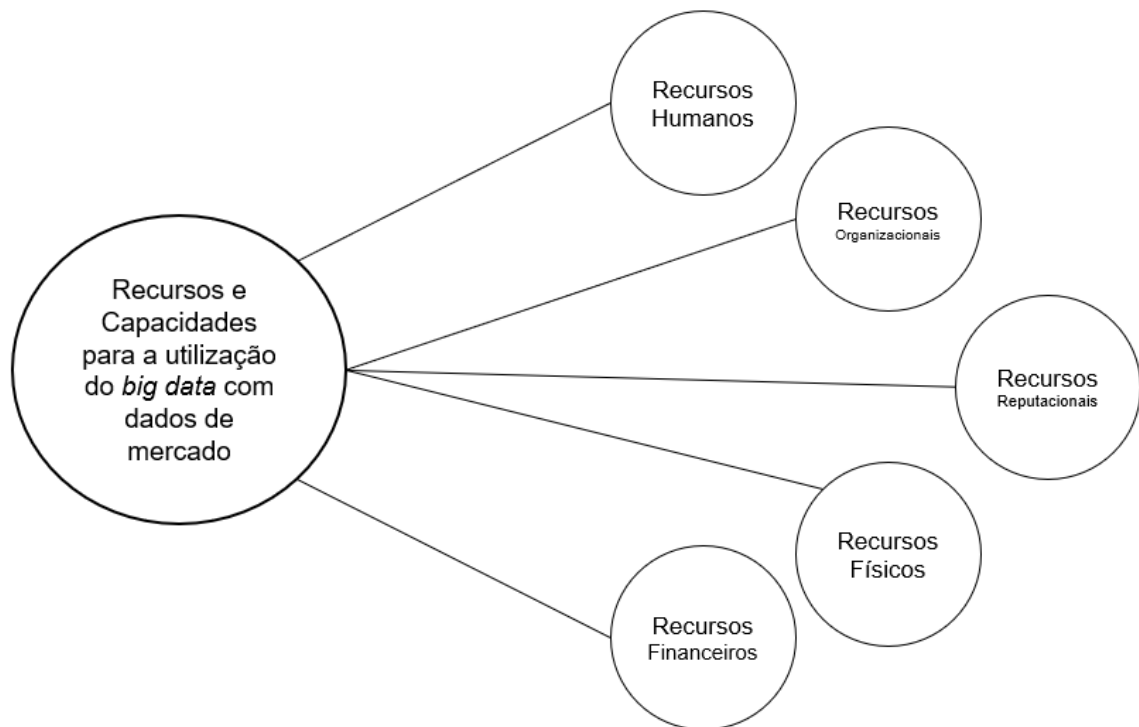 Recursos e
Capacidades
para a utilização
do big data com
dados de
mercado
Recursos
Humanos
Recursos
Organizacionais
Recursos
Reputacionais
Recursos
Físicos
Recursos
Financeiros